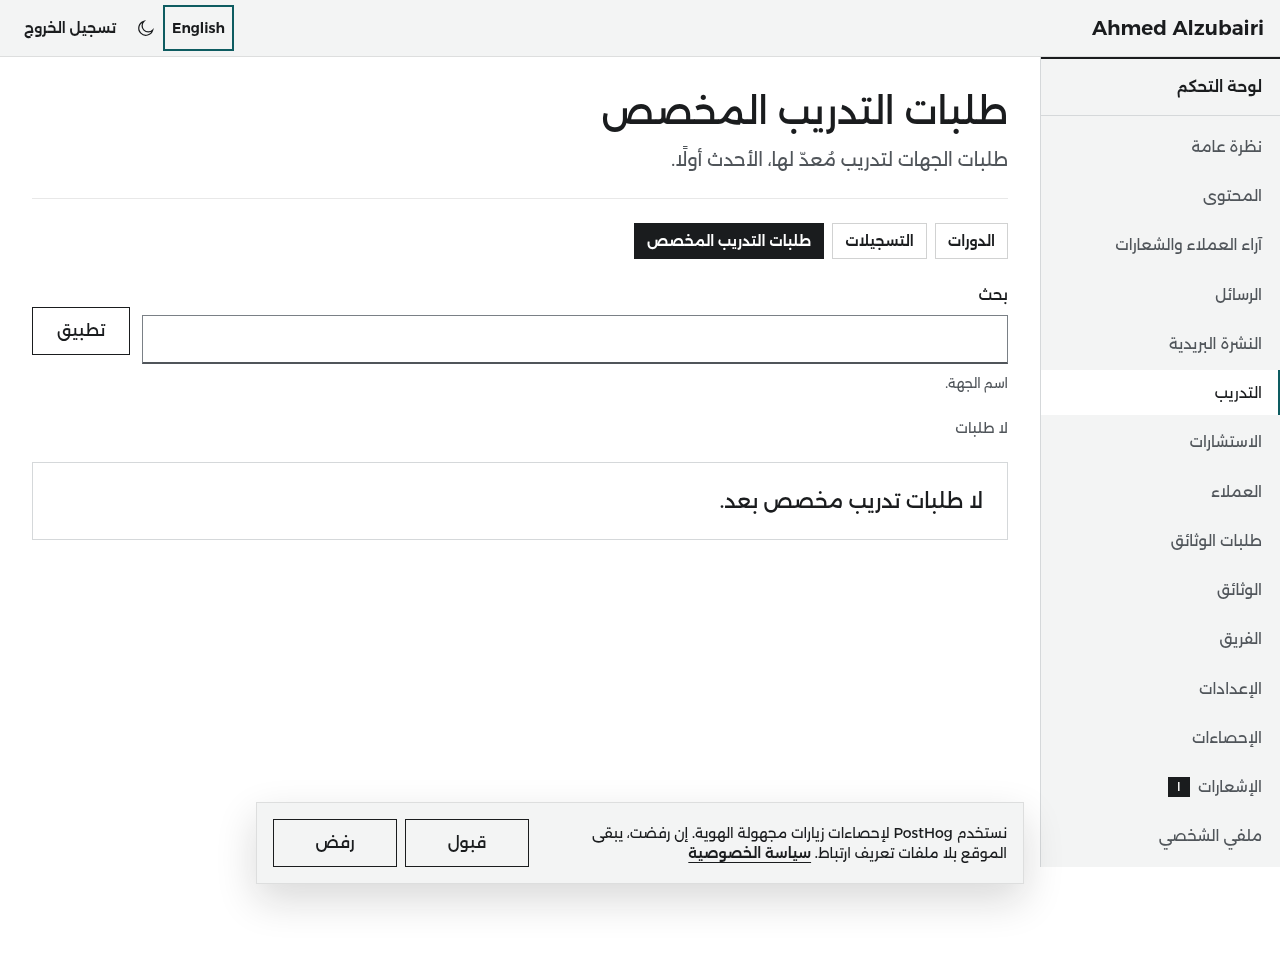 Ahmed Alzubairi
English
تسجيل الخروج
لوحة التحكم
نظرة عامة
المحتوى
آراء العملاء والشعارات
الرسائل
النشرة البريدية
التدريب
الاستشارات
العملاء
طلبات الوثائق
الوثائق
الفريق
الإعدادات
الإحصاءات
الإشعارات ١
ملفي الشخصي
طلبات التدريب المخصص
طلبات الجهات لتدريب مُعدّ لها، الأحدث أولًا.
الدورات
التسجيلات
طلبات التدريب المخصص
بحث
تطبيق
اسم الجهة.
لا طلبات
لا طلبات تدريب مخصص بعد.
نستخدم PostHog لإحصاءات زيارات مجهولة الهوية. إن رفضت، يبقى
الموقع بلا ملفات تعريف ارتباط. سياسة الخصوصية
قبول
رفض